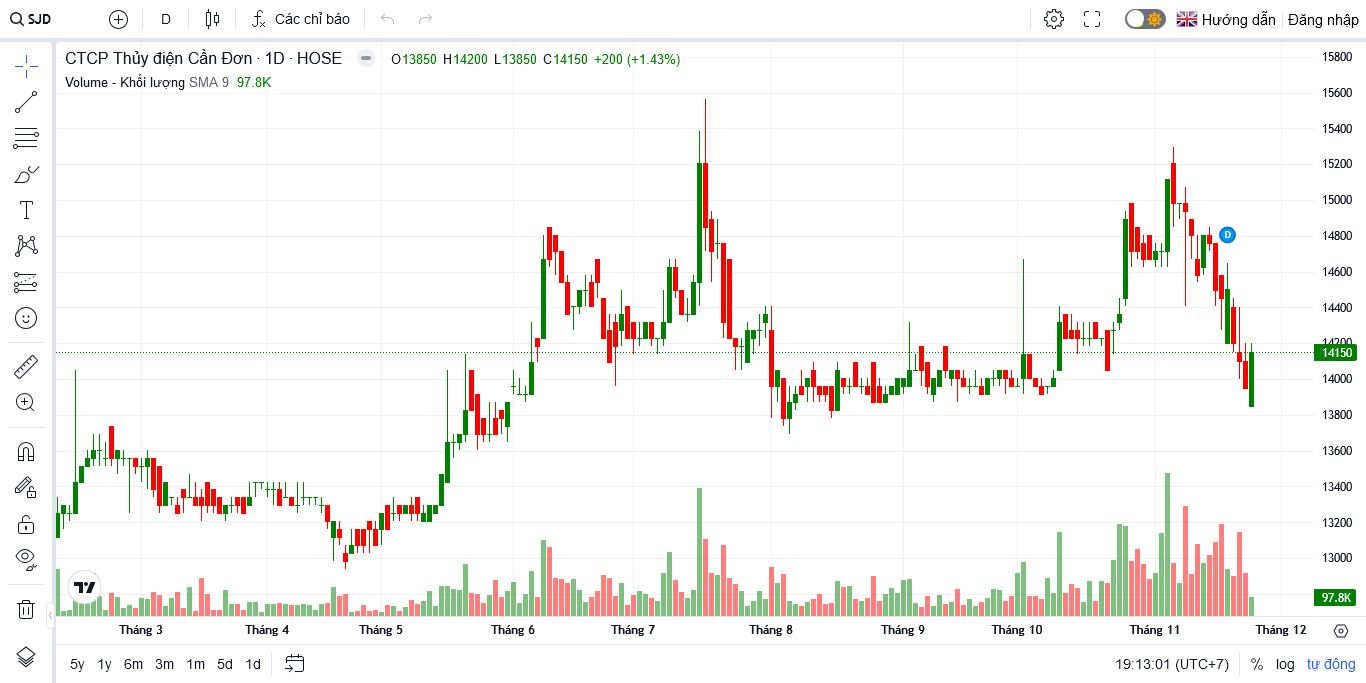 SJD D Các chỉ báo Hướng dẫn Đăng nhập
CTCP Thủy điện Cần Đơn · 1D · HOSE O13850 H14200 L13850 C14150 +200 (+1.43%)
Volume - Khối lượng SMA 9 97.8K
15800
15600
15400
15200
15000
14800
D
14600
14400
14200
14150
14000
13800
13600
13400
13200
13000
97.8K
Tháng 3 Tháng 4 Tháng 5 Tháng 6 Tháng 7 Tháng 8 Tháng 9 Tháng 10 Tháng 11 Tháng 12
5y 1y 6m 3m 1m 5d 1d 19:13:01 (UTC+7) % log tự động